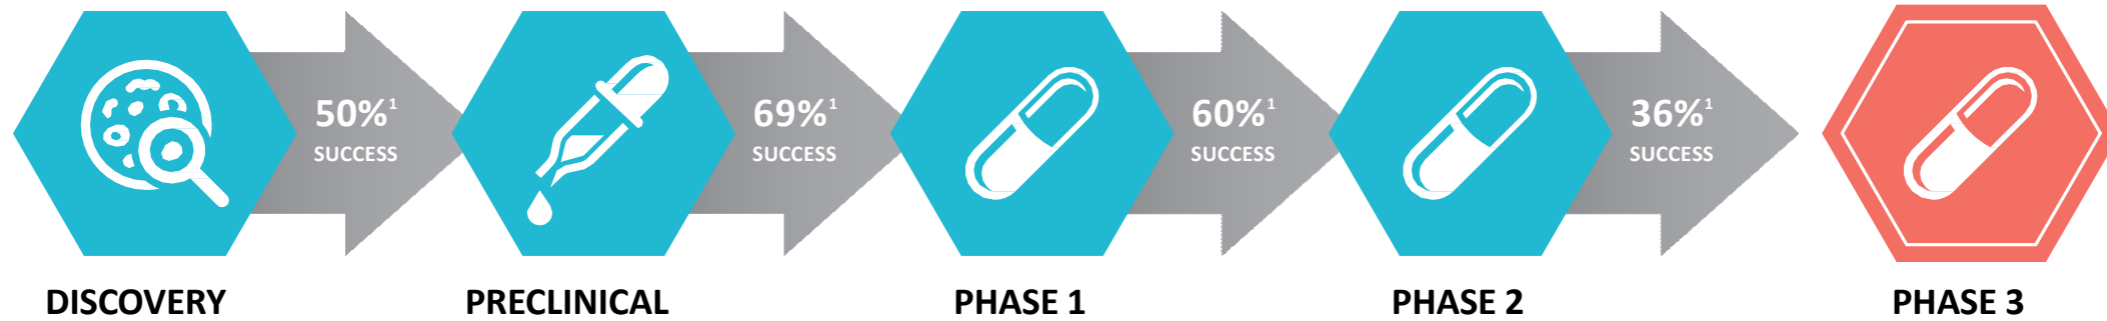 50%¹
SUCCESS
69%¹
SUCCESS
60%¹
SUCCESS
36%¹
SUCCESS
DISCOVERY
PRECLINICAL
PHASE 1
PHASE 2
PHASE 3